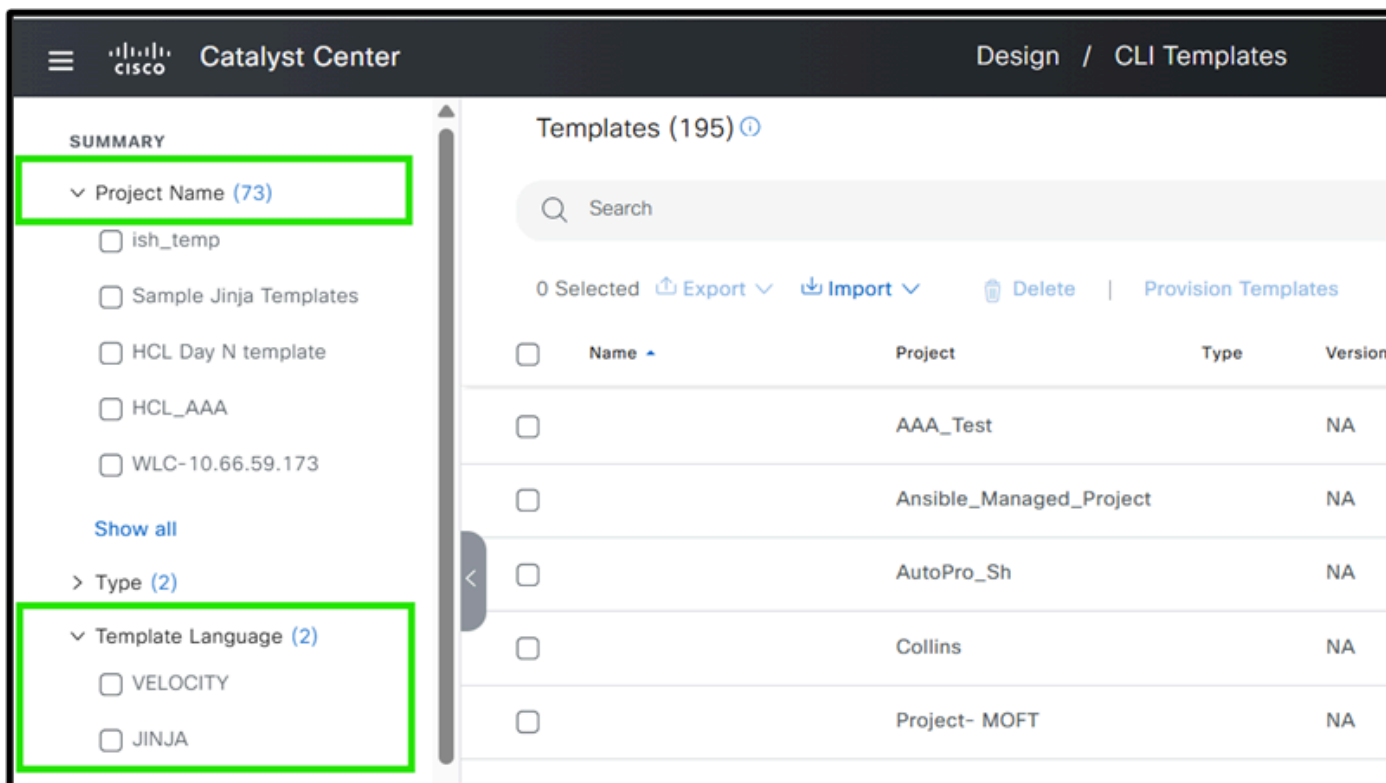 CISCO Catalyst Center
Design / CLI Templates
SUMMARY
Project Name (73)
ish_temp
Sample Jinja Templates
HCL Day N template
HCL_AAA
WLC-10.66.59.173
Show all
Type (2)
Template Language (2)
VELOCITY
JINJA
Templates (195)
Search
0 Selected Export Import Delete | Provision Templates
Name Project Type Version
AAA_Test NA
Ansible_Managed_Project NA
AutoPro_Sh NA
Collins NA
Project- MOFT NA